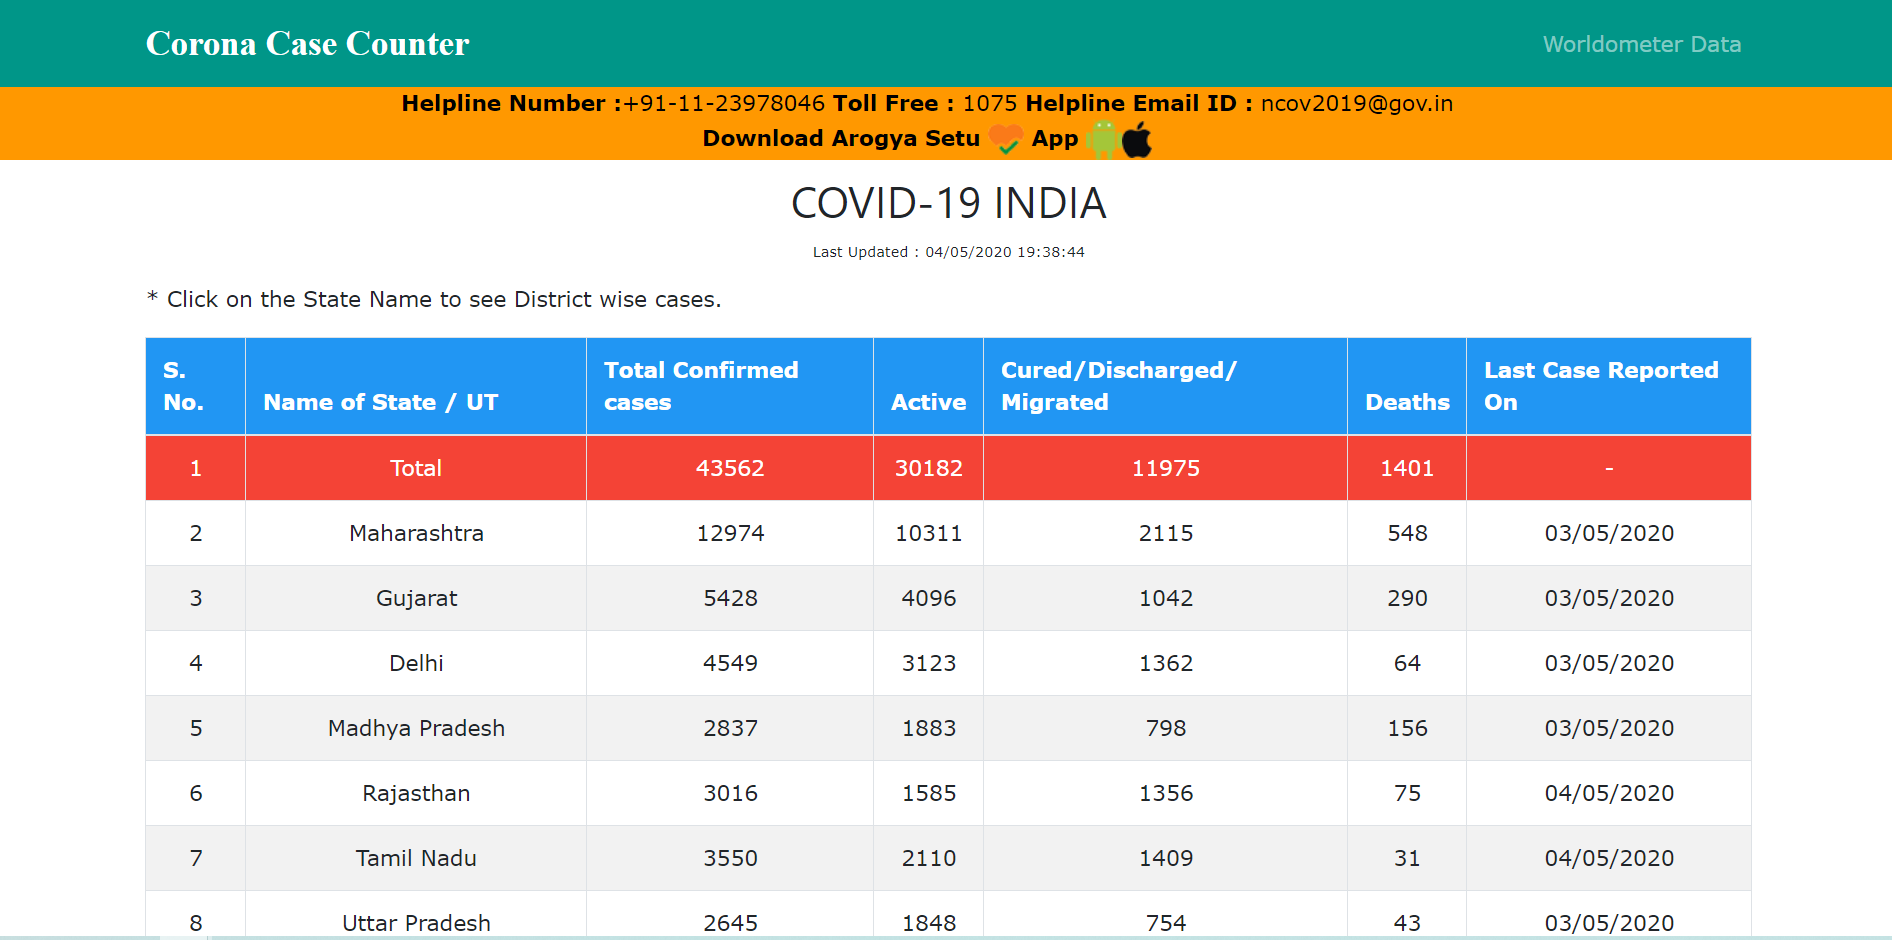 Corona Case Counter
Worldometer Data
Helpline Number :+91-11-23978046 Toll Free : 1075 Helpline Email ID : ncov2019@gov.in
Download Arogya Setu App
COVID-19 INDIA
Last Updated : 04/05/2020 19:38:44
* Click on the State Name to see District wise cases.
S. No. Name of State / UT Total Confirmed cases Active Cured/Discharged/Migrated Deaths Last Case Reported On
1 Total 43562 30182 11975 1401 -
2 Maharashtra 12974 10311 2115 548 03/05/2020
3 Gujarat 5428 4096 1042 290 03/05/2020
4 Delhi 4549 3123 1362 64 03/05/2020
5 Madhya Pradesh 2837 1883 798 156 03/05/2020
6 Rajasthan 3016 1585 1356 75 04/05/2020
7 Tamil Nadu 3550 2110 1409 31 04/05/2020
8 Uttar Pradesh 2645 1848 754 43 03/05/2020